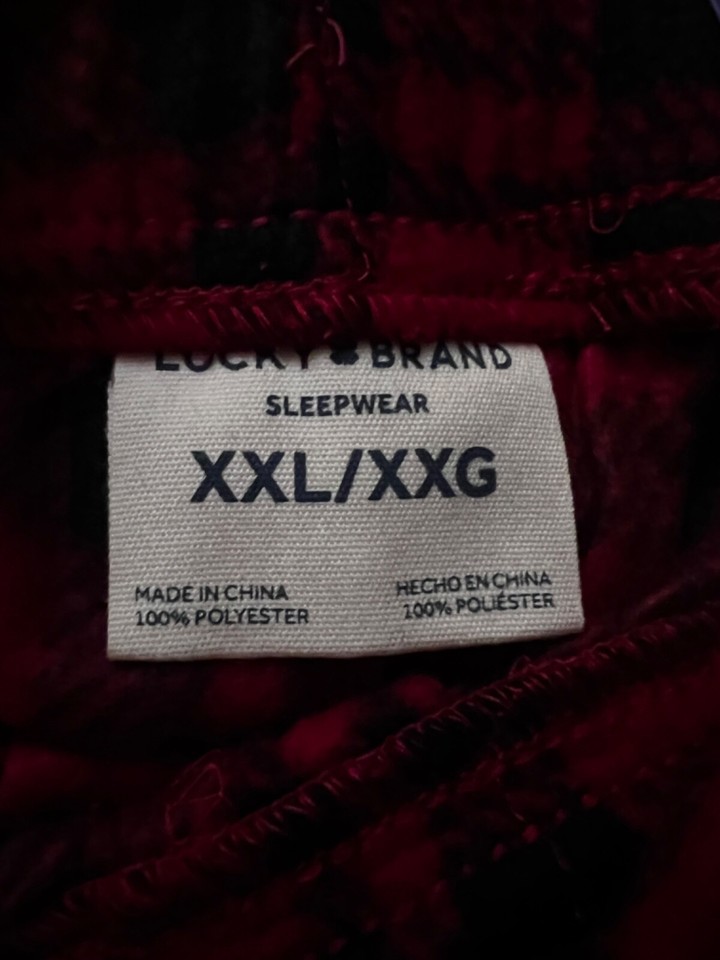 LUCKY BRAND
SLEEPWEAR
XXL/XXG
MADE IN CHINA
100% POLYESTER
HECHO EN CHINA
100% POLIÉSTER